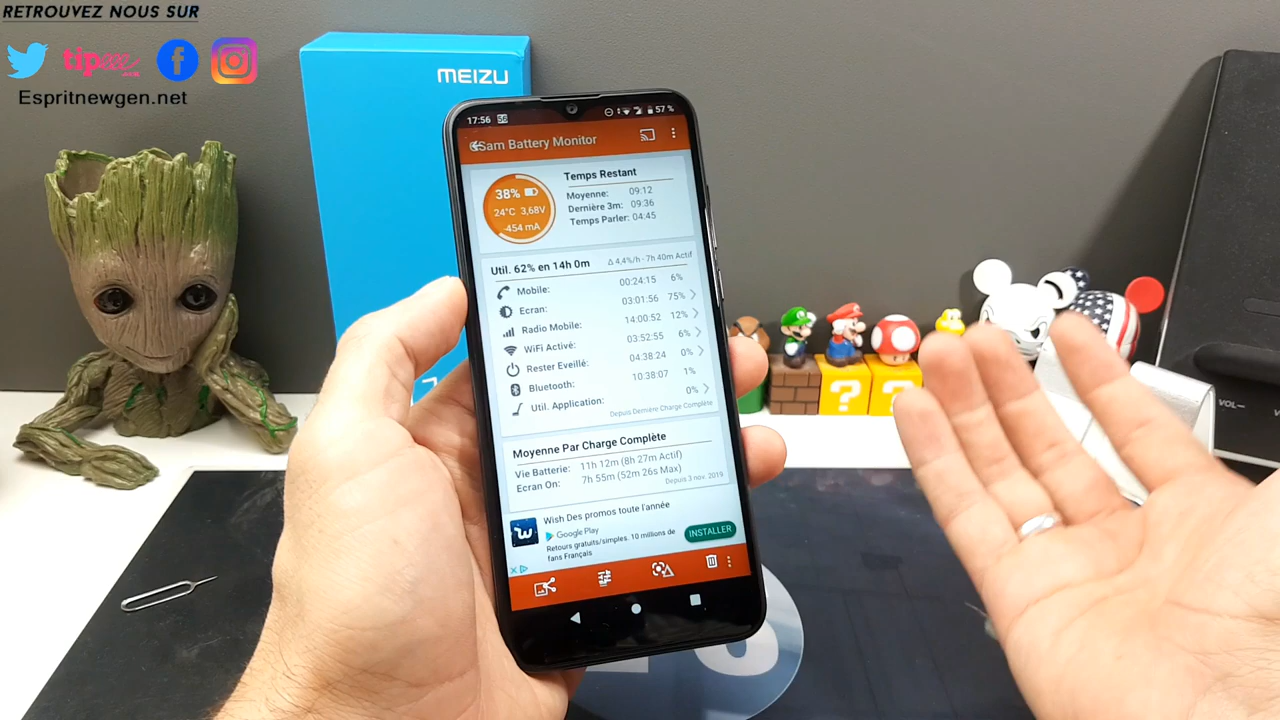 RETROUVEZ NOUS SUR
tipeee
.com
Espritnewgen.net
MEIZU
17:56 57 %
GSam Battery Monitor
38%
24°C 3,68V
-454 mA
Temps Restant
Moyenne: 09:12
Dernière 3m: 09:36
Temps Parler: 04:45
Util. 62% en 14h 0m Δ 4,4%/h - 7h 40m Actif
Mobile: 00:24:15 6%
Ecran: 03:01:56 75%
Radio Mobile: 14:00:52 12%
WiFi Activé: 03:52:55 6%
Rester Eveillé: 04:38:24 0%
Bluetooth: 10:38:07 1%
Util. Application: 0%
Depuis Dernière Charge Complète
Moyenne Par Charge Complète
Vie Batterie: 11h 12m (8h 27m Actif)
Ecran On: 7h 55m (52m 26s Max)
Depuis 3 nov. 2019
Wish Des promos toute l'année
Google Play
Retours gratuits/simples. 10 millions de
fans Français
INSTALLER
? ?
VOL−